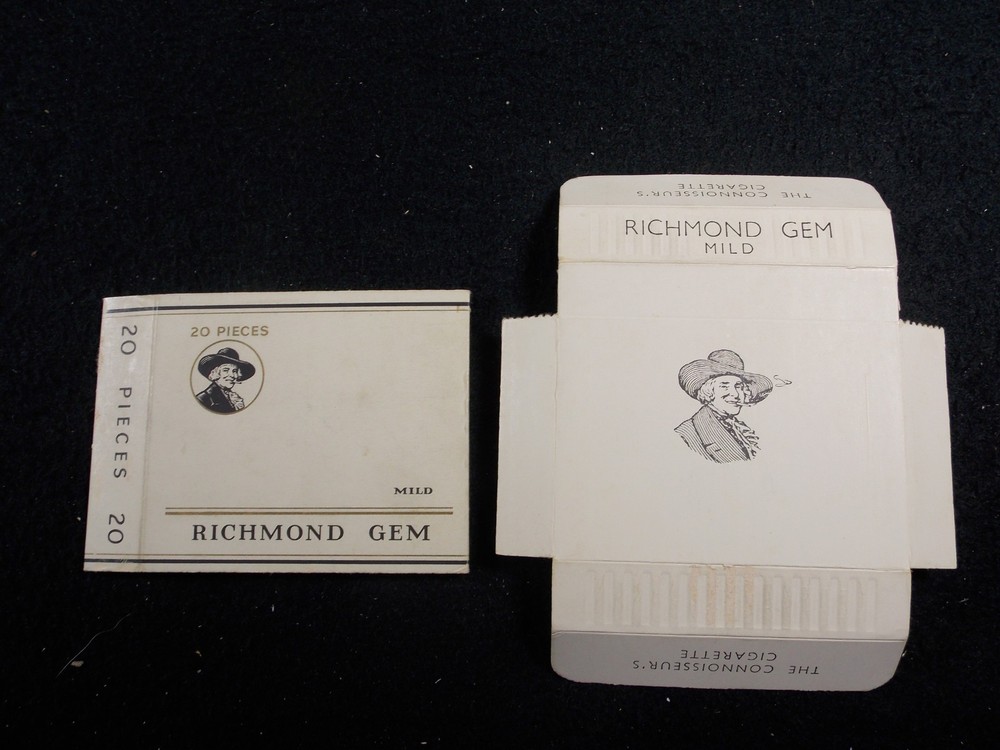 20 PIECES 20
20 PIECES
MILD
RICHMOND GEM
THE CONNOISSEUR'S
CIGARETTE
RICHMOND GEM
MILD
THE CONNOISSEUR'S
CIGARETTE